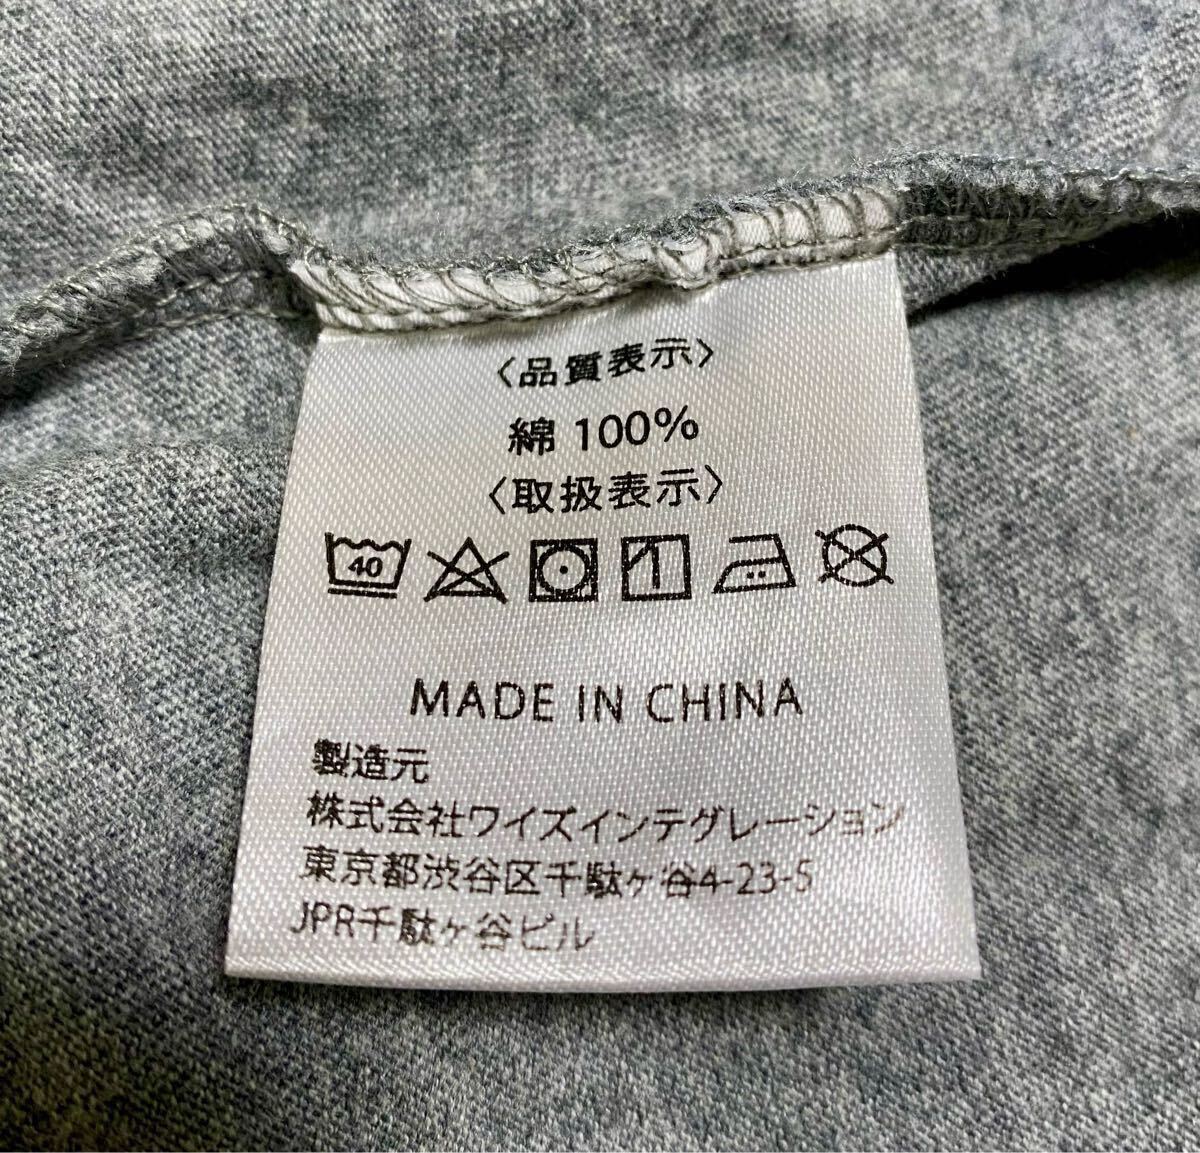 〈品質表示〉
綿 100%
〈取扱表示〉
40
MADE IN CHINA
製造元
株式会社ワイズインテグレーション
東京都渋谷区千駄ヶ谷4-23-5
JPR千駄ヶ谷ビル